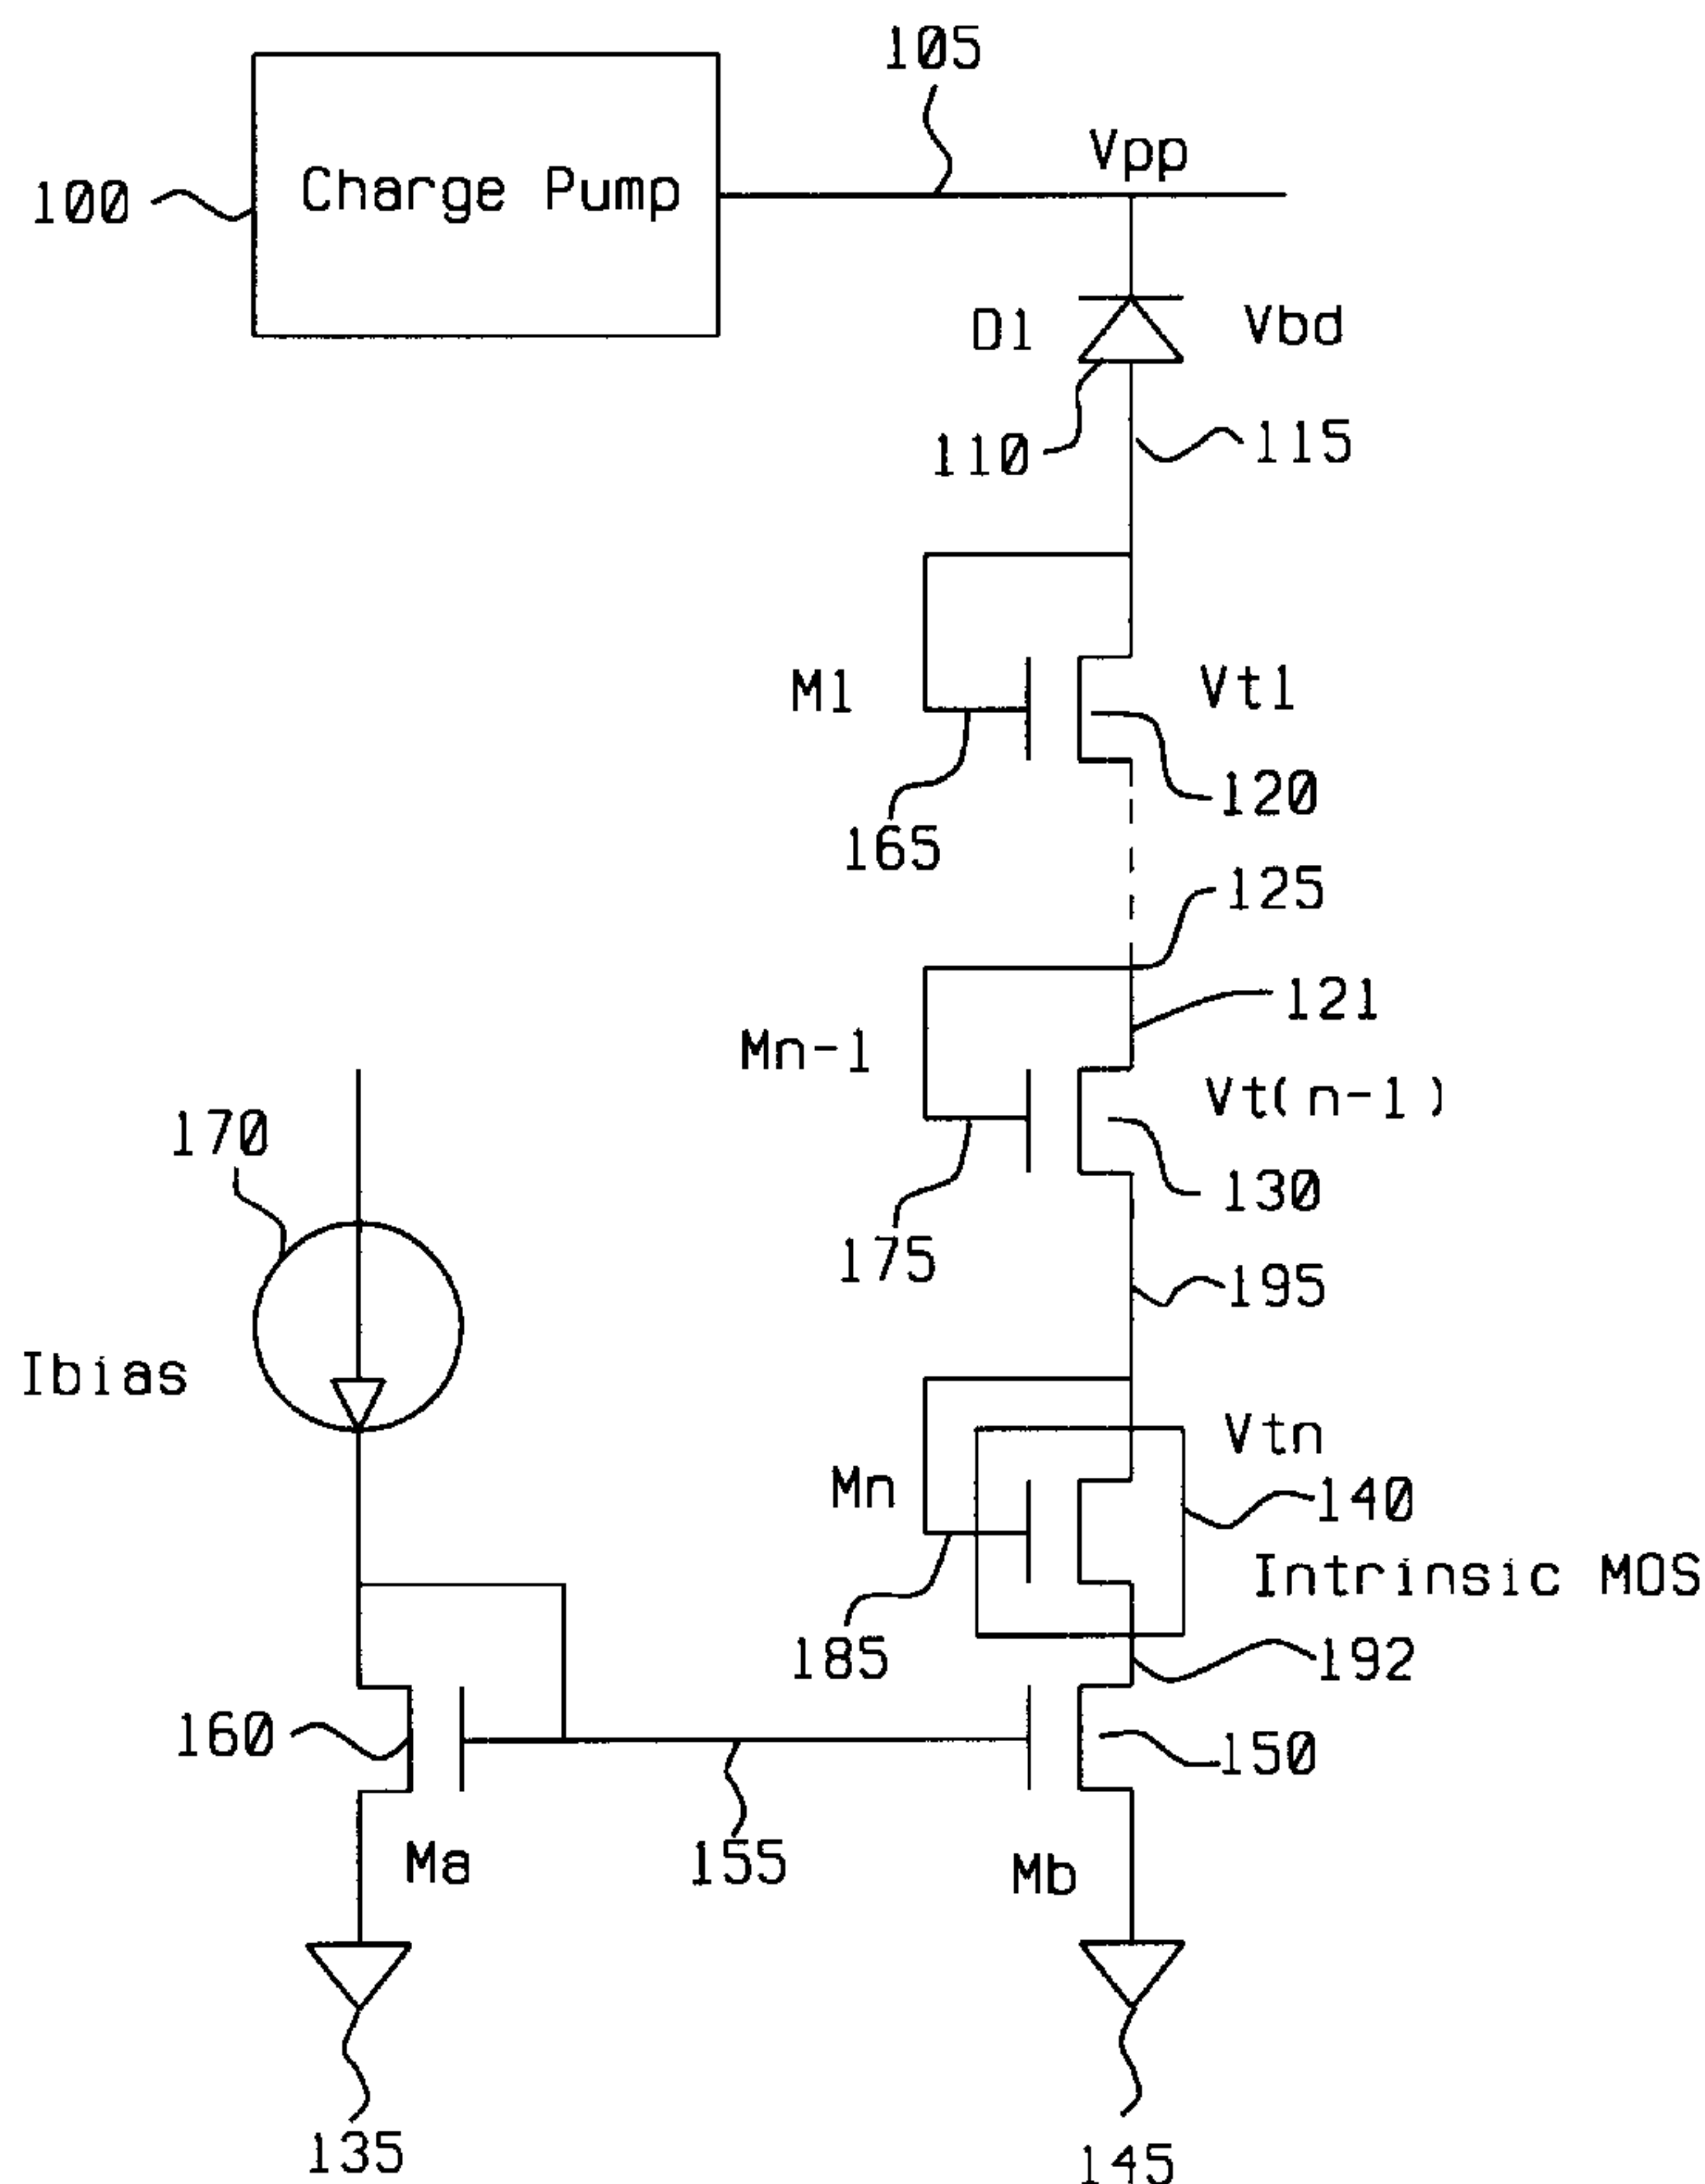 105
Vpp
100
Charge Pump
D1
Vbd
110
115
M1
Vt1
120
165
125
121
Mn-1
Vt(n-1)
170
130
175
195
Ibias
Vtn
Mn
140
Intrinsic MOS
185
192
160
150
Ma
155
Mb
135
145